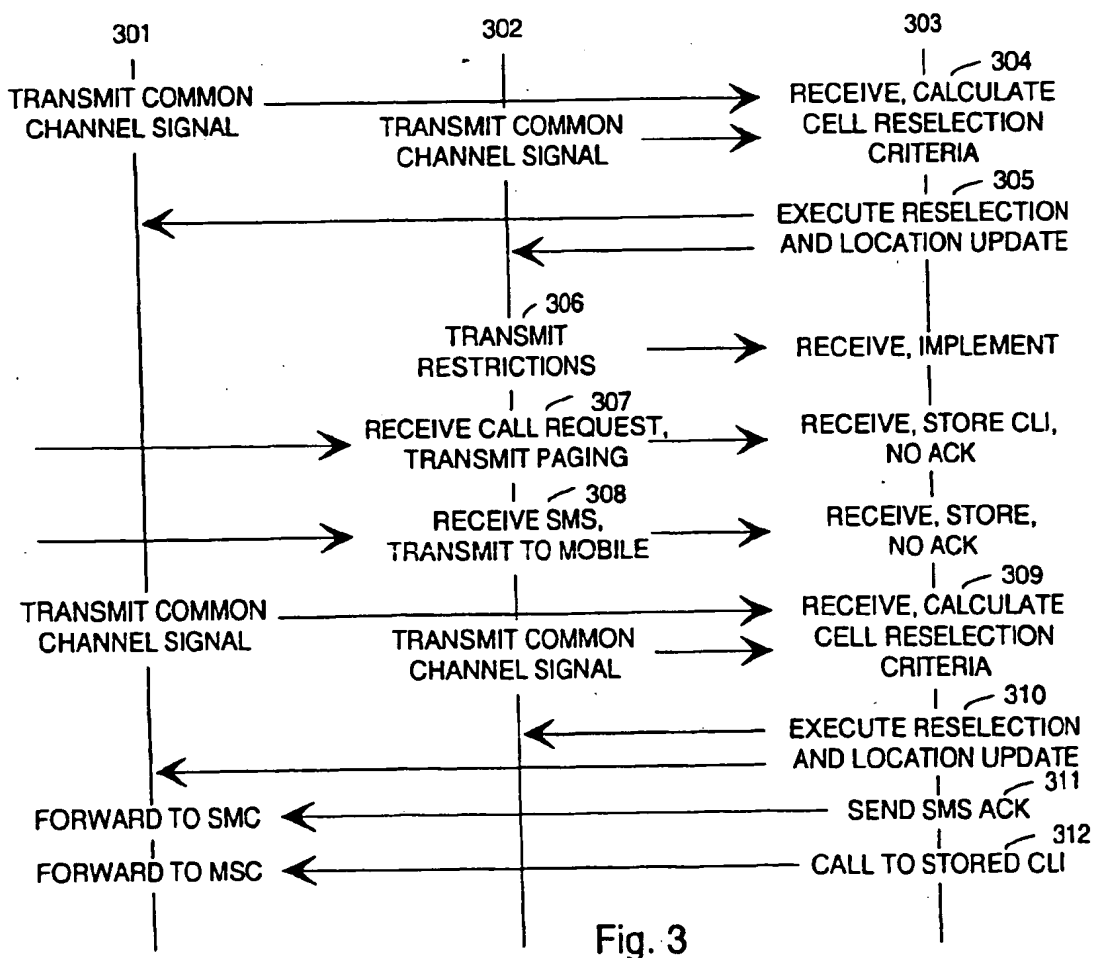 301
302
303
304
TRANSMIT COMMON
CHANNEL SIGNAL
RECEIVE, CALCULATE
CELL RESELECTION
CRITERIA
TRANSMIT COMMON
CHANNEL SIGNAL
305
EXECUTE RESELECTION
AND LOCATION UPDATE
306
TRANSMIT
RESTRICTIONS
RECEIVE, IMPLEMENT
307
RECEIVE CALL REQUEST,
TRANSMIT PAGING
RECEIVE, STORE CLI,
NO ACK
308
RECEIVE SMS,
TRANSMIT TO MOBILE
RECEIVE, STORE,
NO ACK
309
TRANSMIT COMMON
CHANNEL SIGNAL
RECEIVE, CALCULATE
CELL RESELECTION
CRITERIA
TRANSMIT COMMON
CHANNEL SIGNAL
310
EXECUTE RESELECTION
AND LOCATION UPDATE
311
FORWARD TO SMC
SEND SMS ACK
312
FORWARD TO MSC
CALL TO STORED CLI
Fig. 3